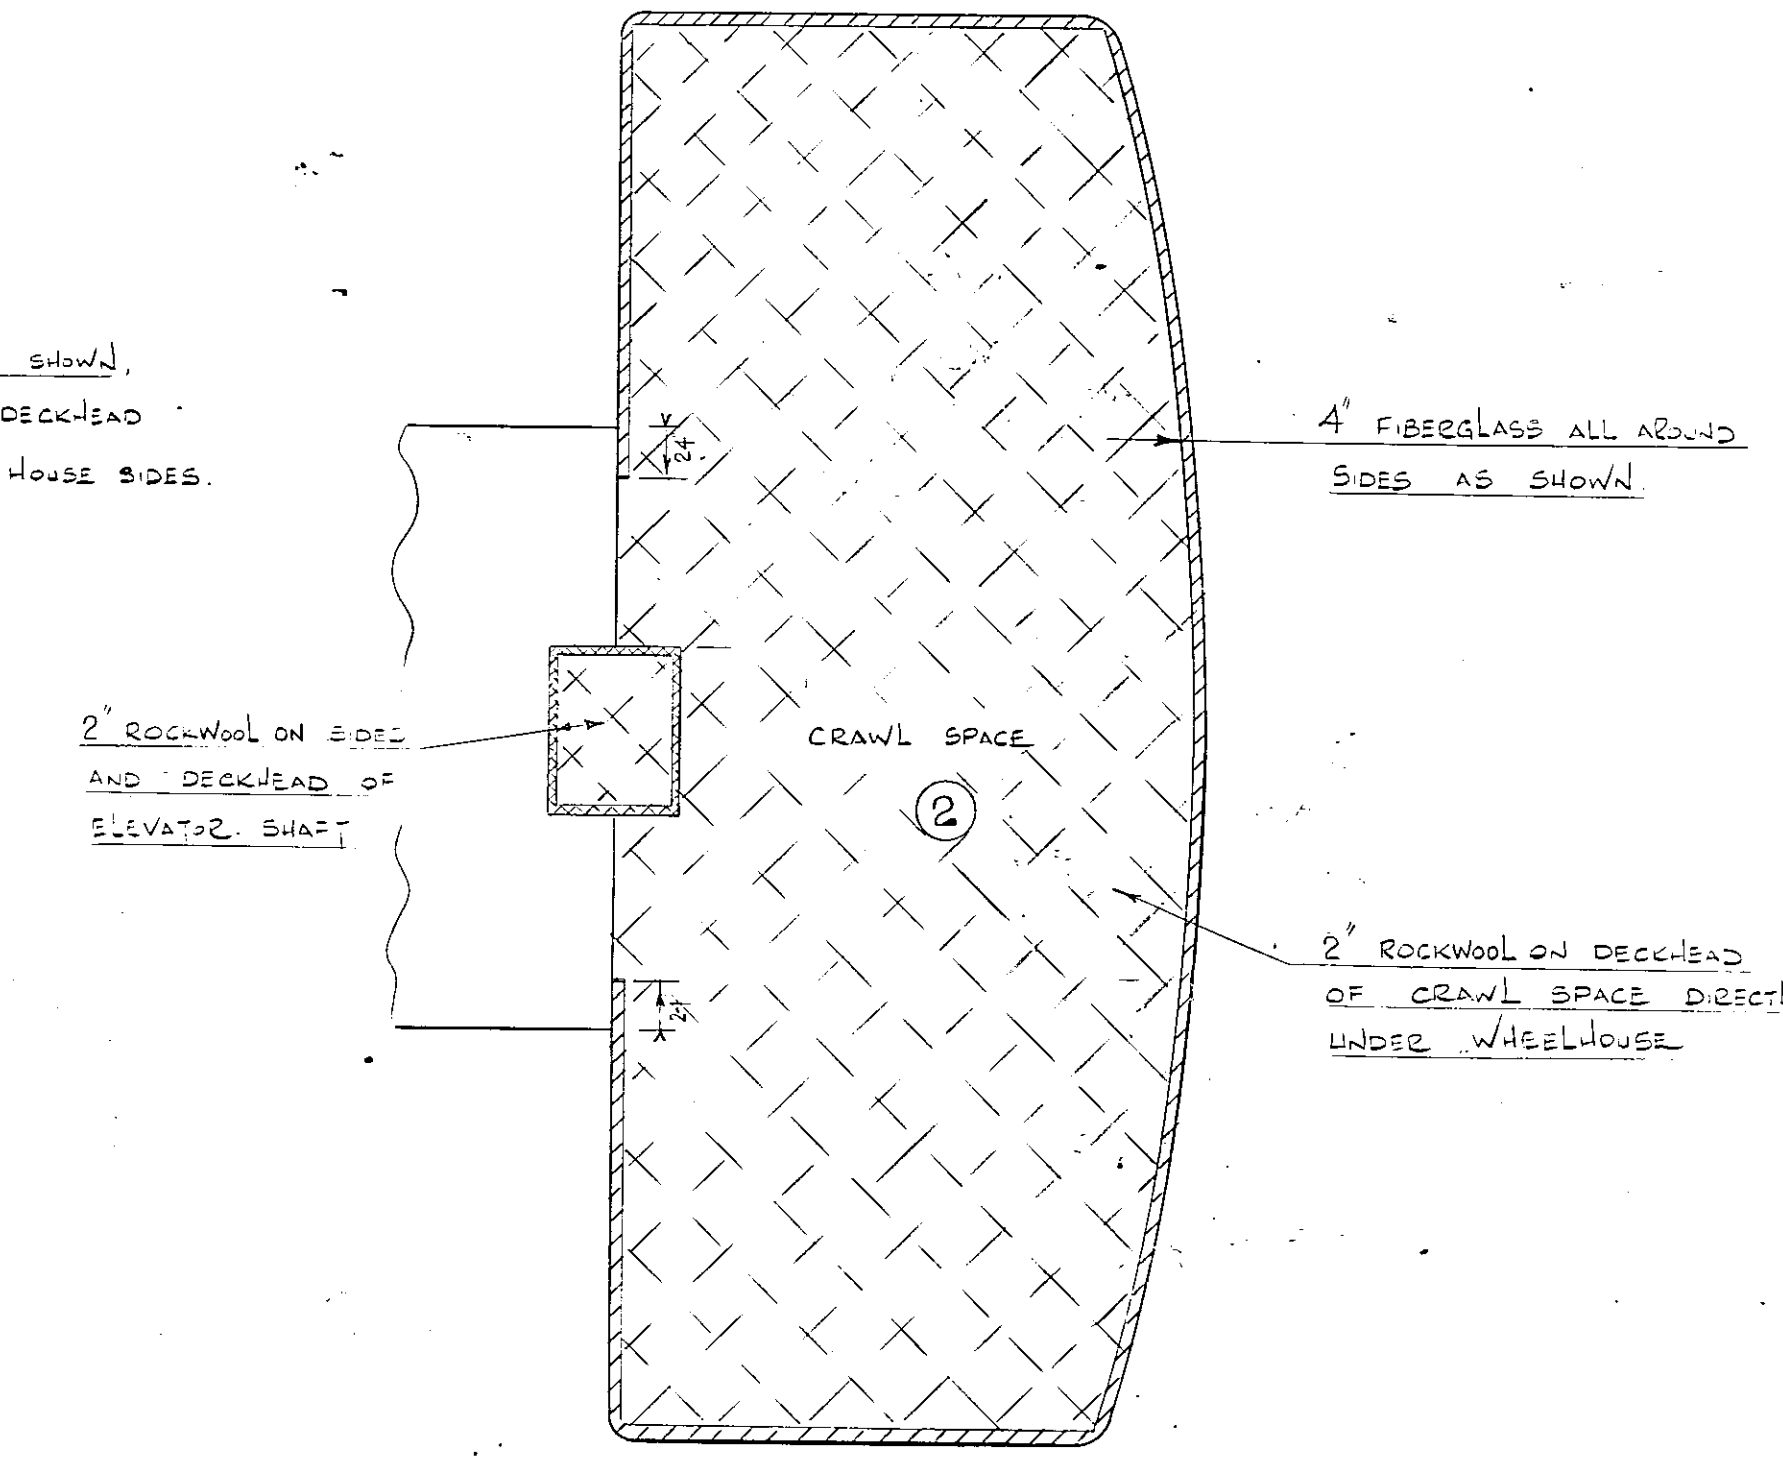 SHOWN,
DECKHEAD
HOUSE SIDES.
24
4" FIBERGLASS ALL AROUND
SIDES AS SHOWN.
2" ROCKWOOL ON SIDES
AND DECKHEAD OF
ELEVATOR SHAFT
CRAWL SPACE
2
2" ROCKWOOL ON DECKHEAD
OF CRAWL SPACE
UNDER WHEELHOUSE
24